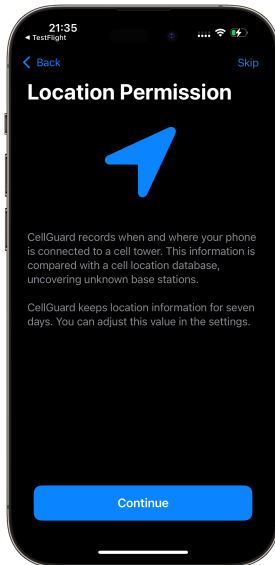 21:35
◀ TestFlight
Back
Skip
Location Permission
CellGuard records when and where your phone
is connected to a cell tower. This information is
compared with a cell location database,
uncovering unknown base stations.
CellGuard keeps location information for seven
days. You can adjust this value in the settings.
Continue